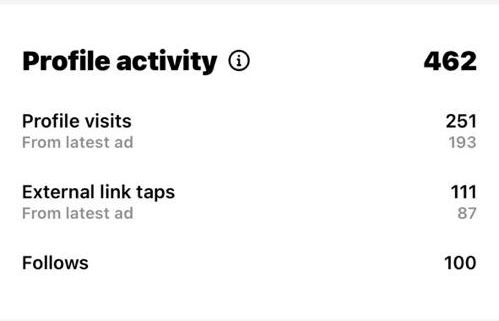 Profile activity 462
Profile visits 251
From latest ad 193
External link taps 111
From latest ad 87
Follows 100